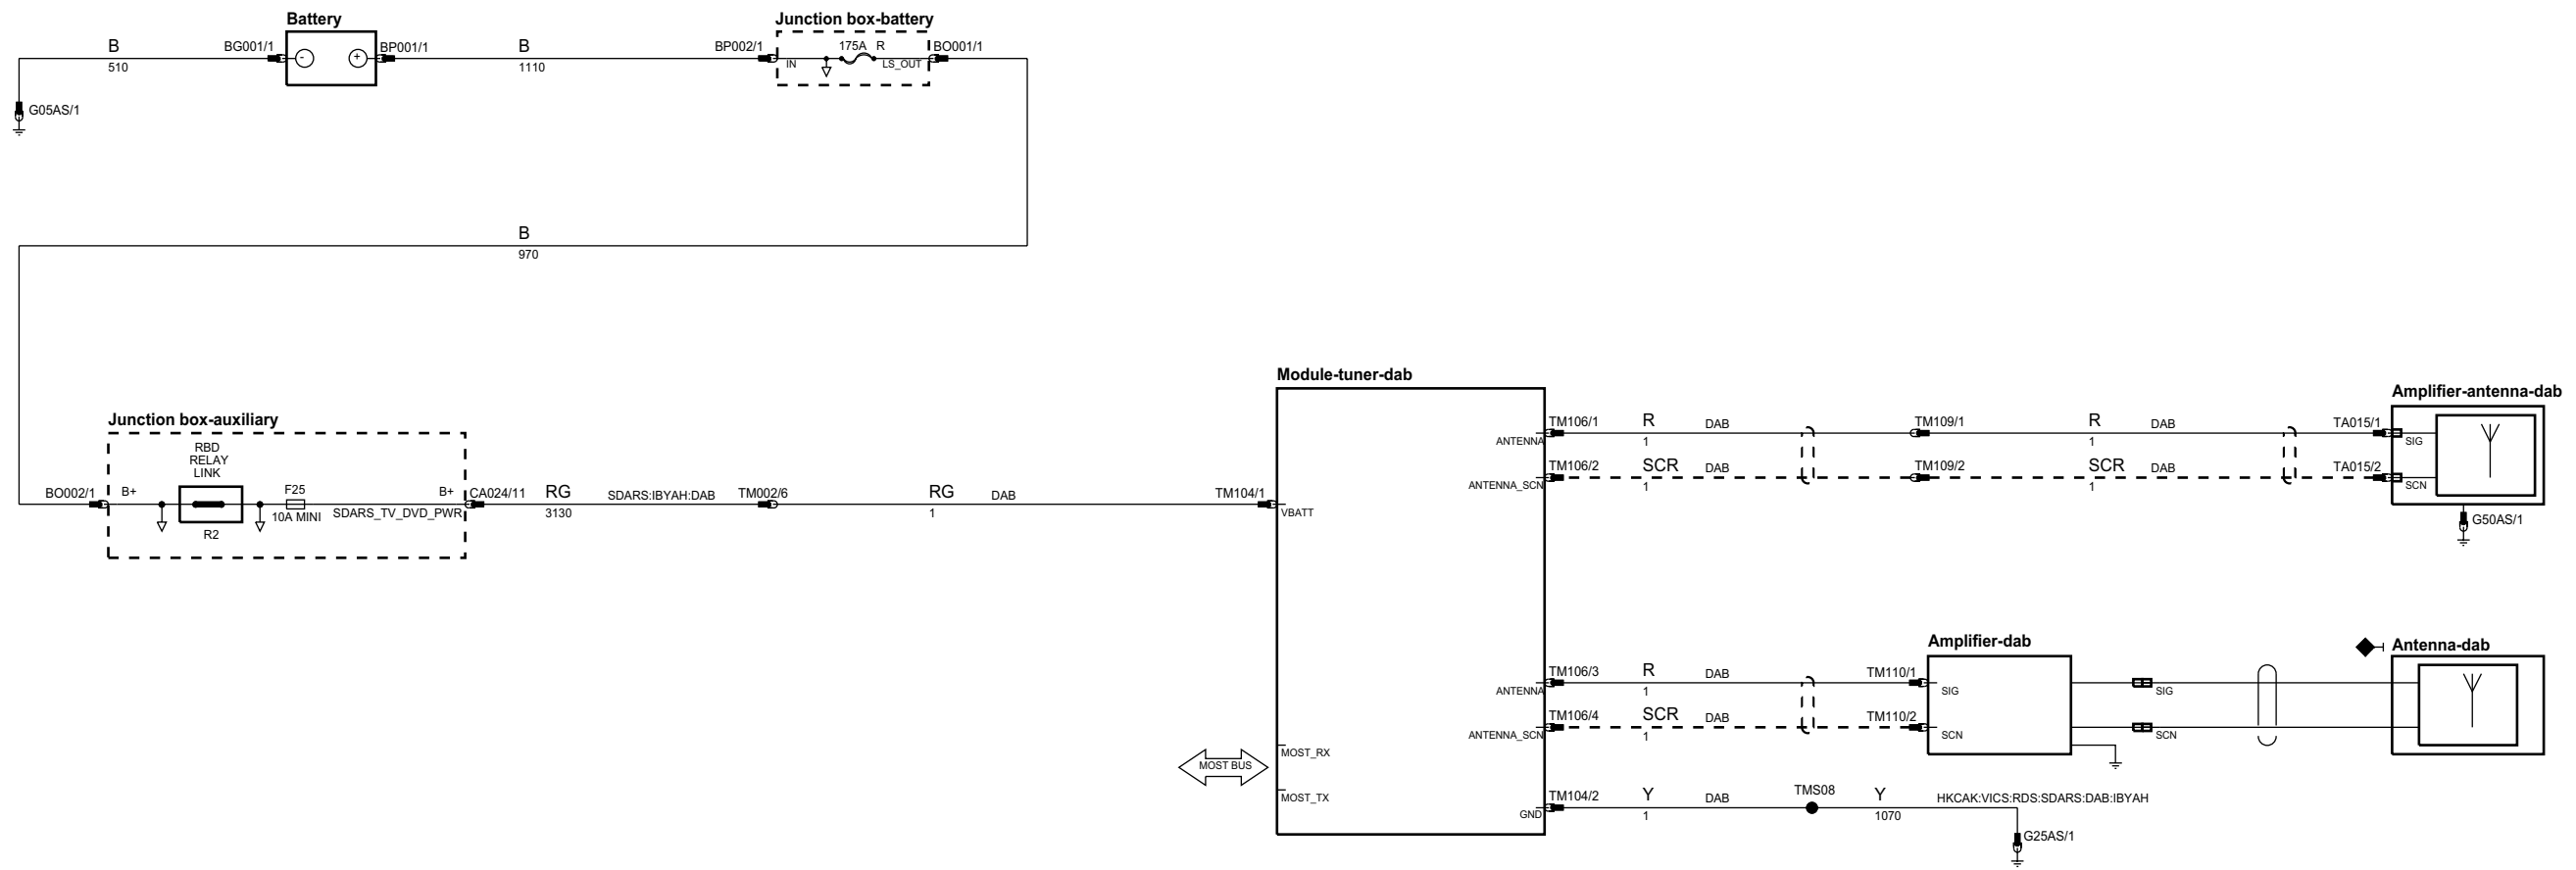 Battery
Junction box-battery
B
510
BG001/1
-
+
BP001/1
B
1110
BP002/1
175A R
IN
LS_OUT
BO001/1
G05AS/1
B
970
Module-tuner-dab
Amplifier-antenna-dab
Junction box-auxiliary
RBD
RELAY
LINK
R2
BO002/1
B+
F25
10A MINI
B+
SDARS_TV_DVD_PWR
CA024/11
RG
3130
SDARS:IBYAH:DAB
TM002/6
RG
1
DAB
TM104/1
VBATT
ANTENNA
TM106/1
R
1
DAB
TM109/1
R
1
DAB
TA015/1
SIG
ANTENNA_SCN
TM106/2
SCR
1
DAB
TM109/2
SCR
1
DAB
TA015/2
SCN
G50AS/1
Amplifier-dab
Antenna-dab
ANTENNA
TM106/3
R
1
DAB
TM110/1
SIG
SIG
ANTENNA_SCN
TM106/4
SCR
1
DAB
TM110/2
SCN
SCN
MOST BUS
MOST_RX
MOST_TX
GND
TM104/2
Y
1
DAB
TMS08
Y
1070
HKCAK:VICS:RDS:SDARS:DAB:IBYAH
G25AS/1